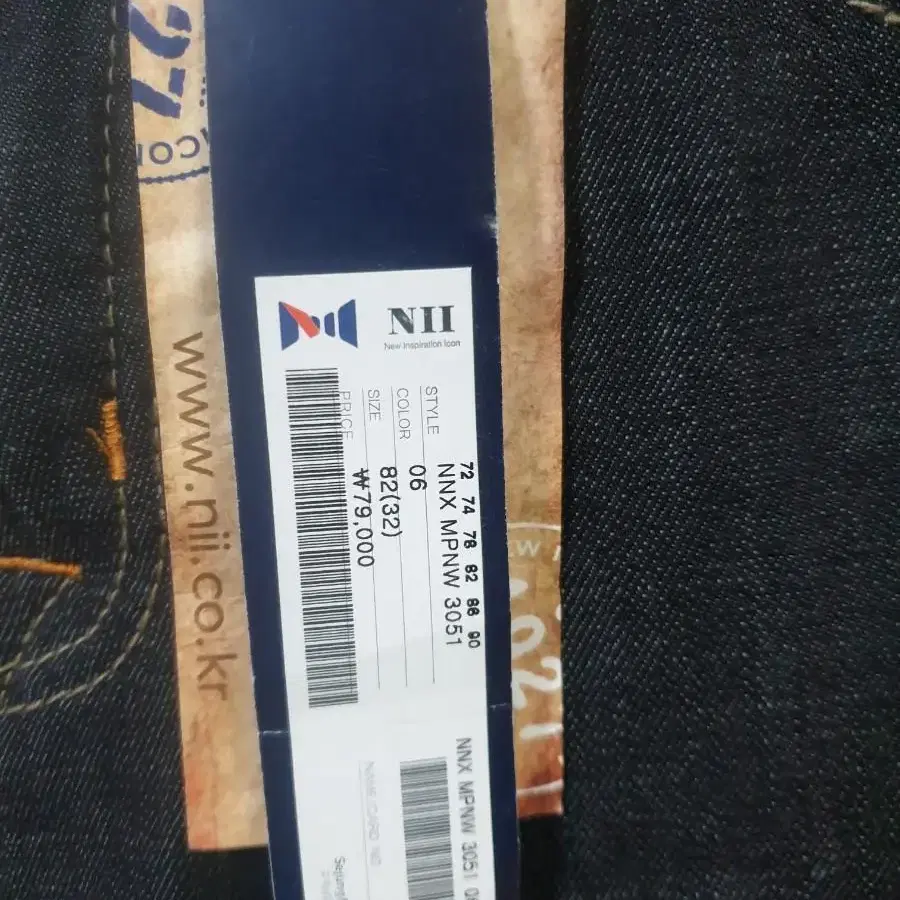 NII
New Inspiration Icon
72 74 78 82 86 90
STYLE NNX MPNW 3051
COLOR 06
SIZE 82(32)
PRICE ₩79,000
NNX MPNW 3051
www.nii.co.kr